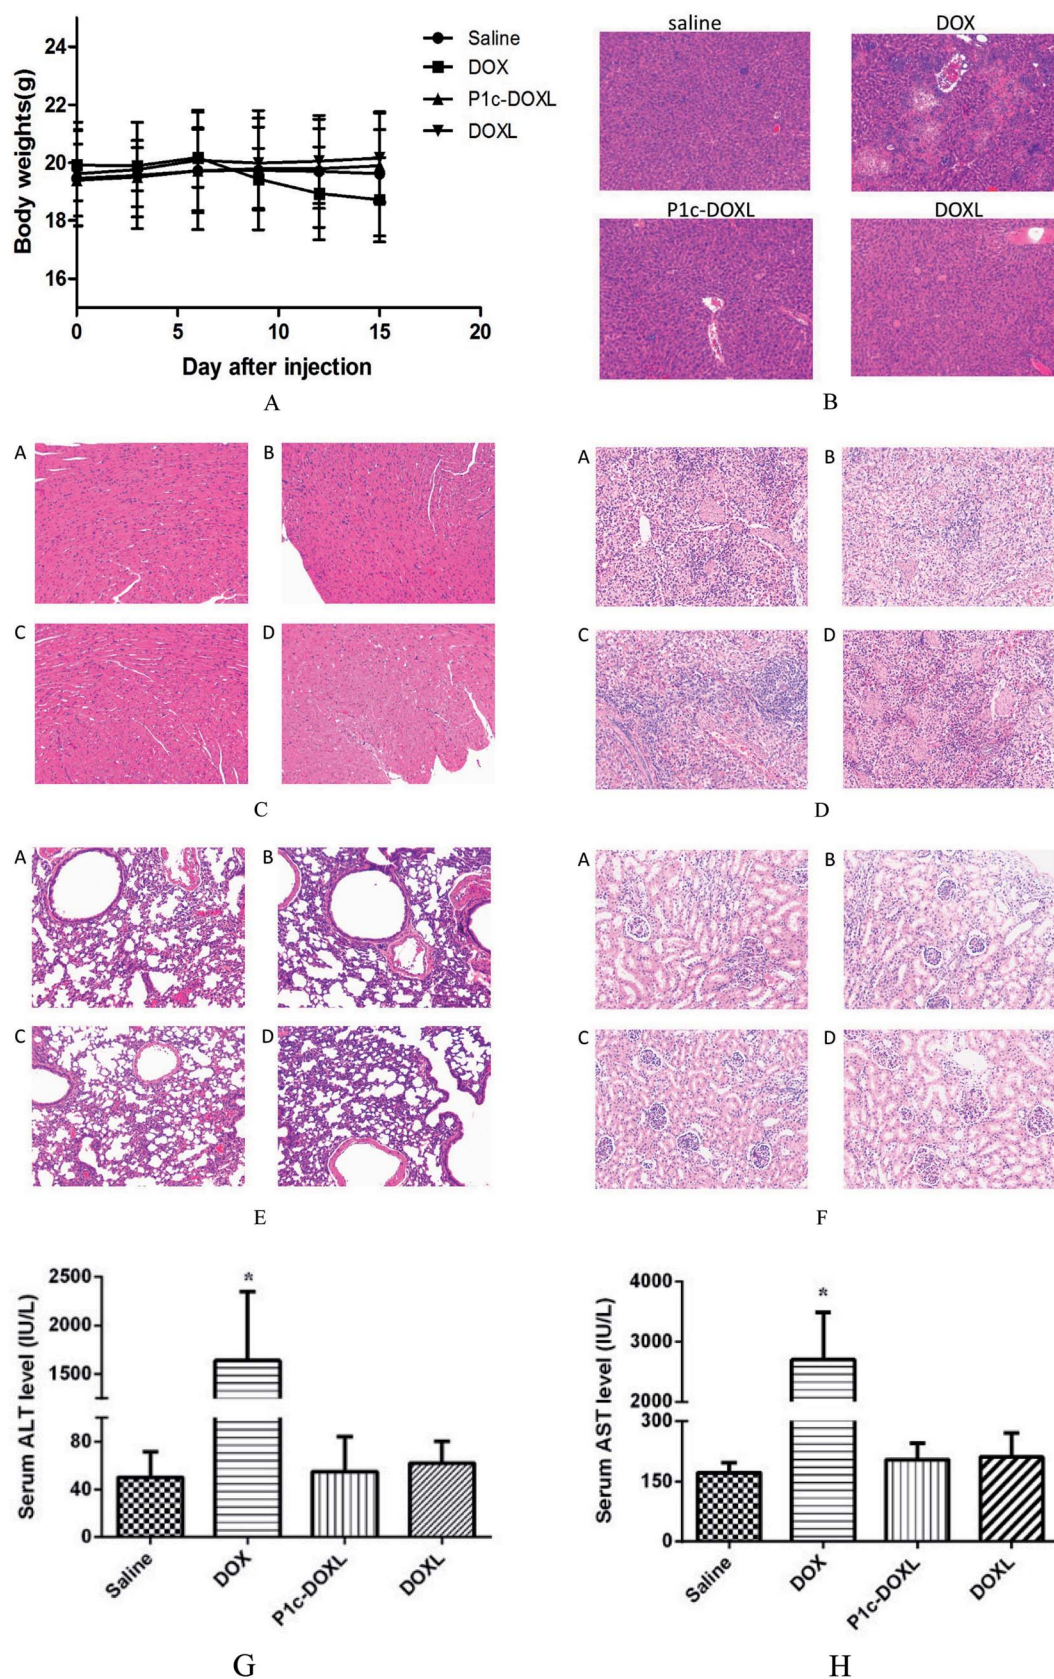 Body weights(g)
24
22
20
18
16
0
5
10
15
20
Day after injection
Saline
DOX
P1c-DOXL
DOXL
A
saline
DOX
P1c-DOXL
DOXL
B
A
B
C
D
C
A
B
C
D
D
A
B
C
D
E
A
B
C
D
F
Serum ALT level (IU/L)
2500
2000
1500
80
40
0
*
Saline
DOX
P1c-DOXL
DOXL
G
Serum AST level (IU/L)
4000
3000
2000
300
150
0
*
Saline
DOX
P1c-DOXL
DOXL
H